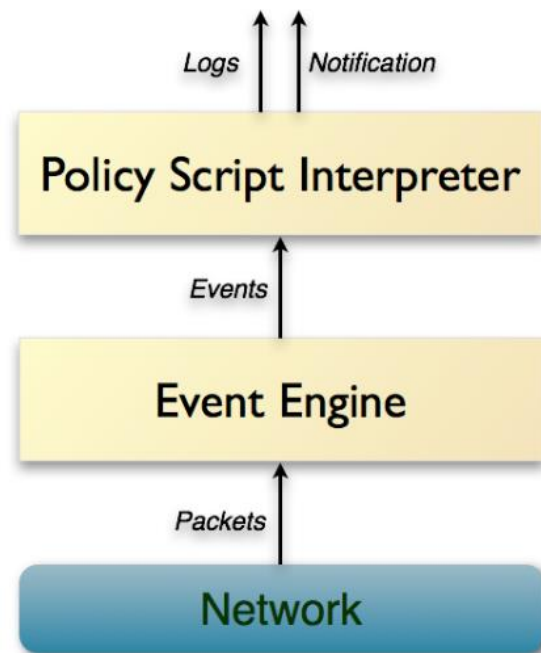 Logs Notification
Policy Script Interpreter
Events
Event Engine
Packets
Network